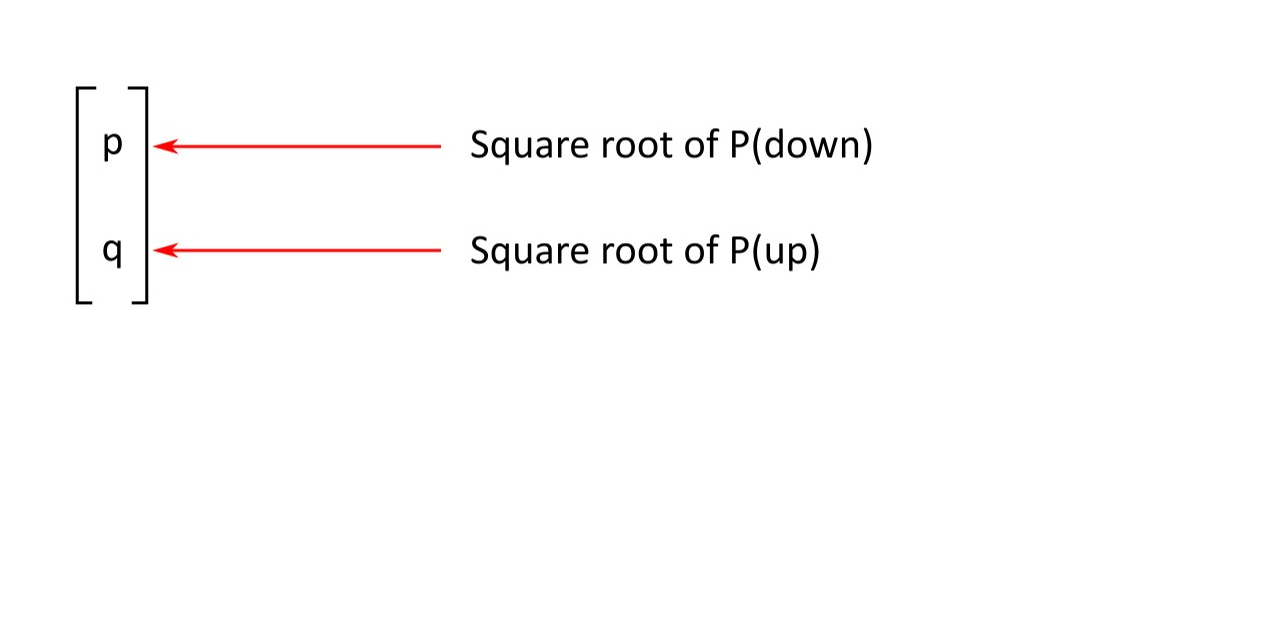 p Square root of P(down)
q Square root of P(up)